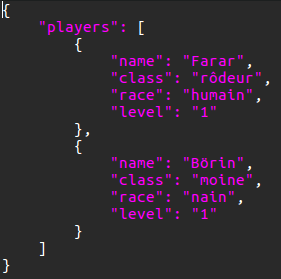 {
    "players": [
        {
            "name": "Farar",
            "class": "rôdeur",
            "race": "humain",
            "level": "1"
        },
        {
            "name": "Börin",
            "class": "moine",
            "race": "nain",
            "level": "1"
        }
    ]
}